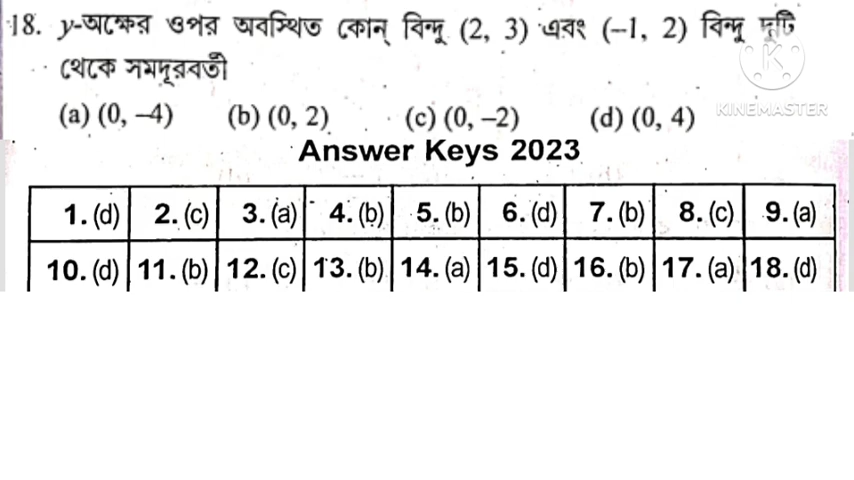 18. y-অক্ষের ওপর অবস্থিত কোন্ বিন্দু (2, 3) এবং (–1, 2) বিন্দু দুটি
থেকে সমদূরবর্তী
(a) (0, –4) (b) (0, 2) (c) (0, –2) (d) (0, 4)
KINEMASTER
Answer Keys 2023
1. (d) 2. (c) 3. (a) 4. (b) 5. (b) 6. (d) 7. (b) 8. (c) 9. (a)
10. (d) 11. (b) 12. (c) 13. (b) 14. (a) 15. (d) 16. (b) 17. (a) 18. (d)